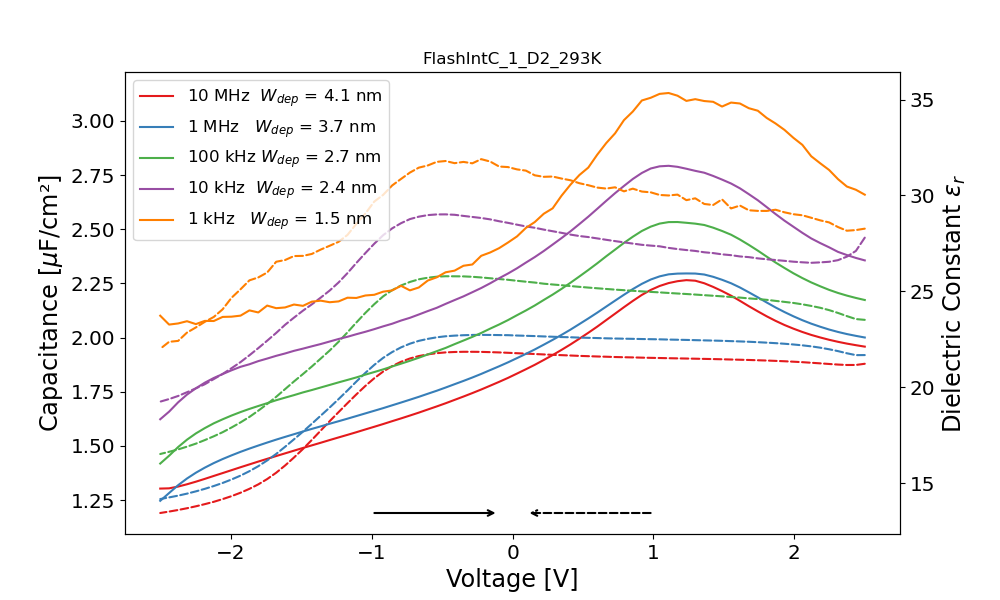 FlashIntC_1_D2_293K
10 MHz W_dep = 4.1 nm
1 MHz W_dep = 3.7 nm
100 kHz W_dep = 2.7 nm
10 kHz W_dep = 2.4 nm
1 kHz W_dep = 1.5 nm
Capacitance [μF/cm²]
3.00
2.75
2.50
2.25
2.00
1.75
1.50
1.25
35
30
25
20
15
Dielectric Constant ε_r
−2
−1
0
1
2
Voltage [V]